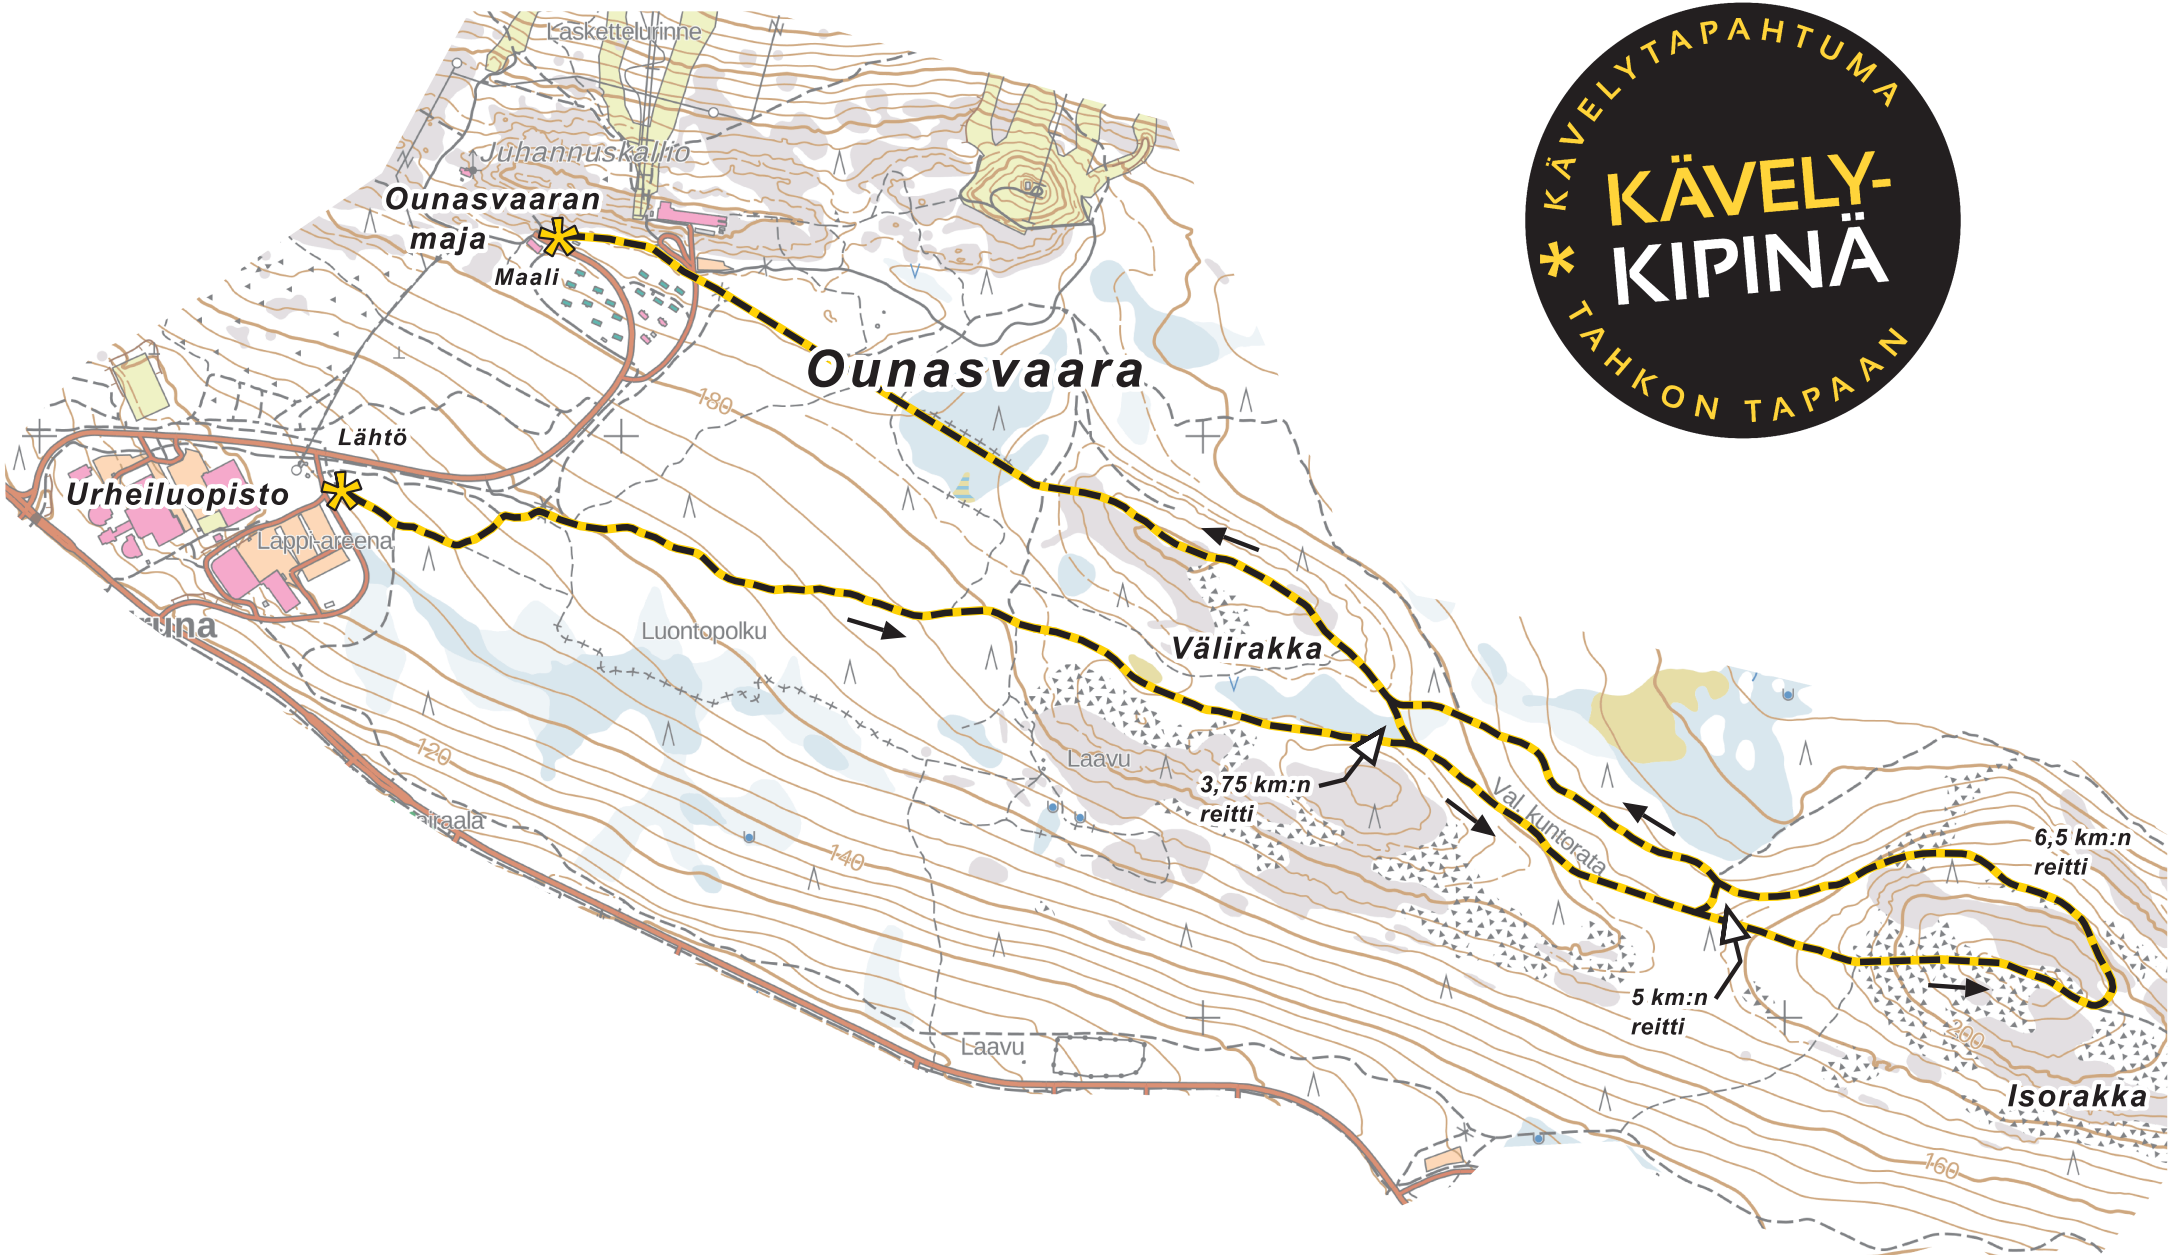 Laskettelurinne
Juhannuskallio
Ounasvaaran
maja
Maali
Ounasvaara
180
Lähtö
Urheiluopisto
Lappi-areena
runa
Luontopolku
Välirakka
120
airaala
140
Laavu
3,75 km:n
reitti
Val. kuntorata
6,5 km:n
reitti
5 km:n
reitti
200
Isorakka
160
Laavu
KÄVELYTAPAHTUMA
KÄVELY-
KIPINÄ
* TAHKON TAPAAN